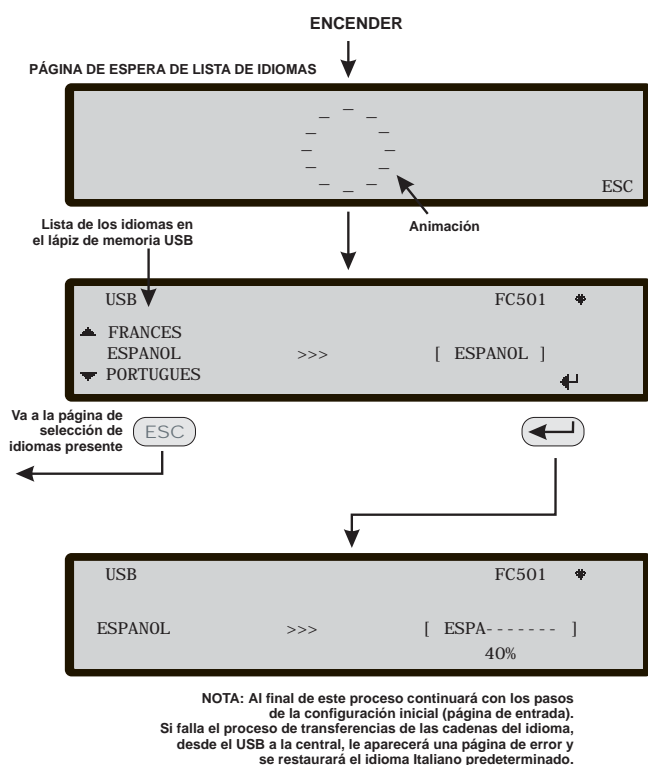 ENCENDER
PÁGINA DE ESPERA DE LISTA DE IDIOMAS
ESC
Animación
Lista de los idiomas en
el lápiz de memoria USB
USB FC501
FRANCES
ESPANOL >>> [ ESPANOL ]
PORTUGUES
Va a la página de
selección de
idiomas presente
ESC
USB FC501
ESPANOL >>> [ ESPA------- ]
40%
NOTA: Al final de este proceso continuará con los pasos
de la configuración inicial (página de entrada).
Si falla el proceso de transferencias de las cadenas del idioma,
desde el USB a la central, le aparecerá una página de error y
se restaurará el idioma Italiano predeterminado.